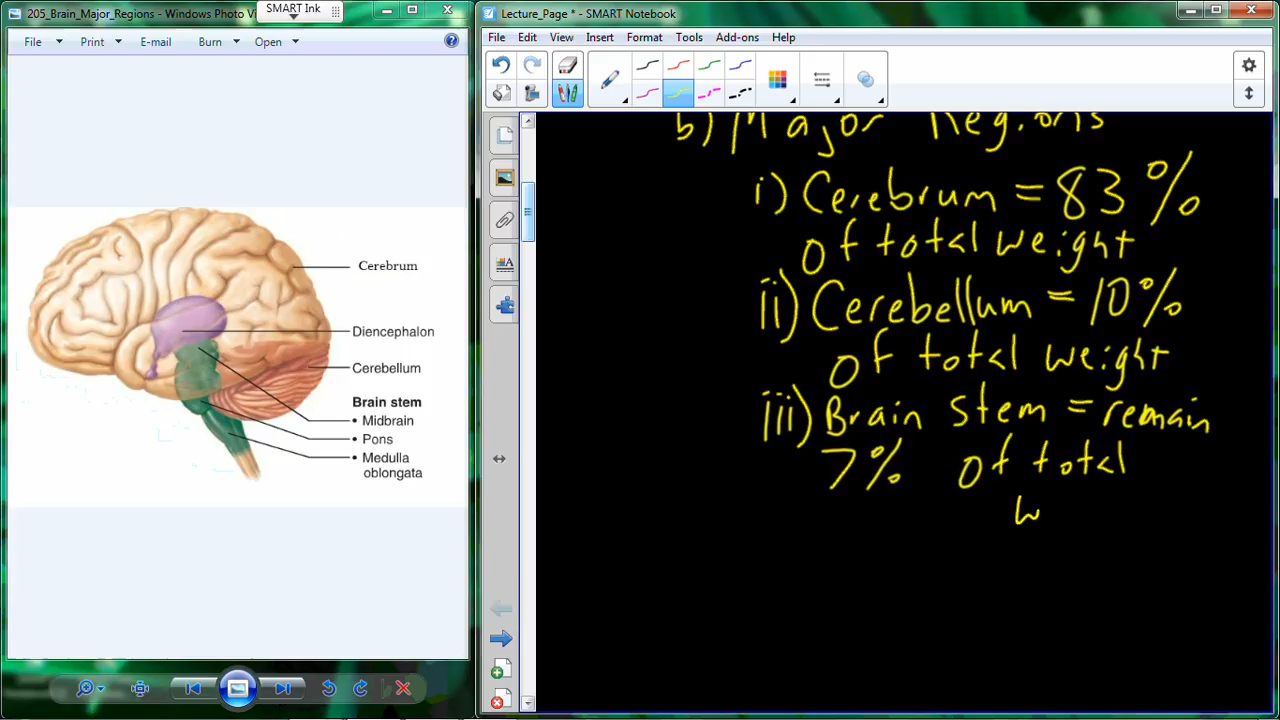 205_Brain_Major_Regions - Windows Photo Vi
SMART Ink
File Print E-mail Burn Open
Cerebrum
Diencephalon
Cerebellum
Brain stem
• Midbrain
• Pons
• Medulla
oblongata
Lecture_Page * - SMART Notebook
File Edit View Insert Format Tools Add-ons Help
b) Major Regions
i) Cerebrum = 83%
of total weight
ii) Cerebellum = 10%
of total weight
iii) Brain stem = remain
7% of total
w